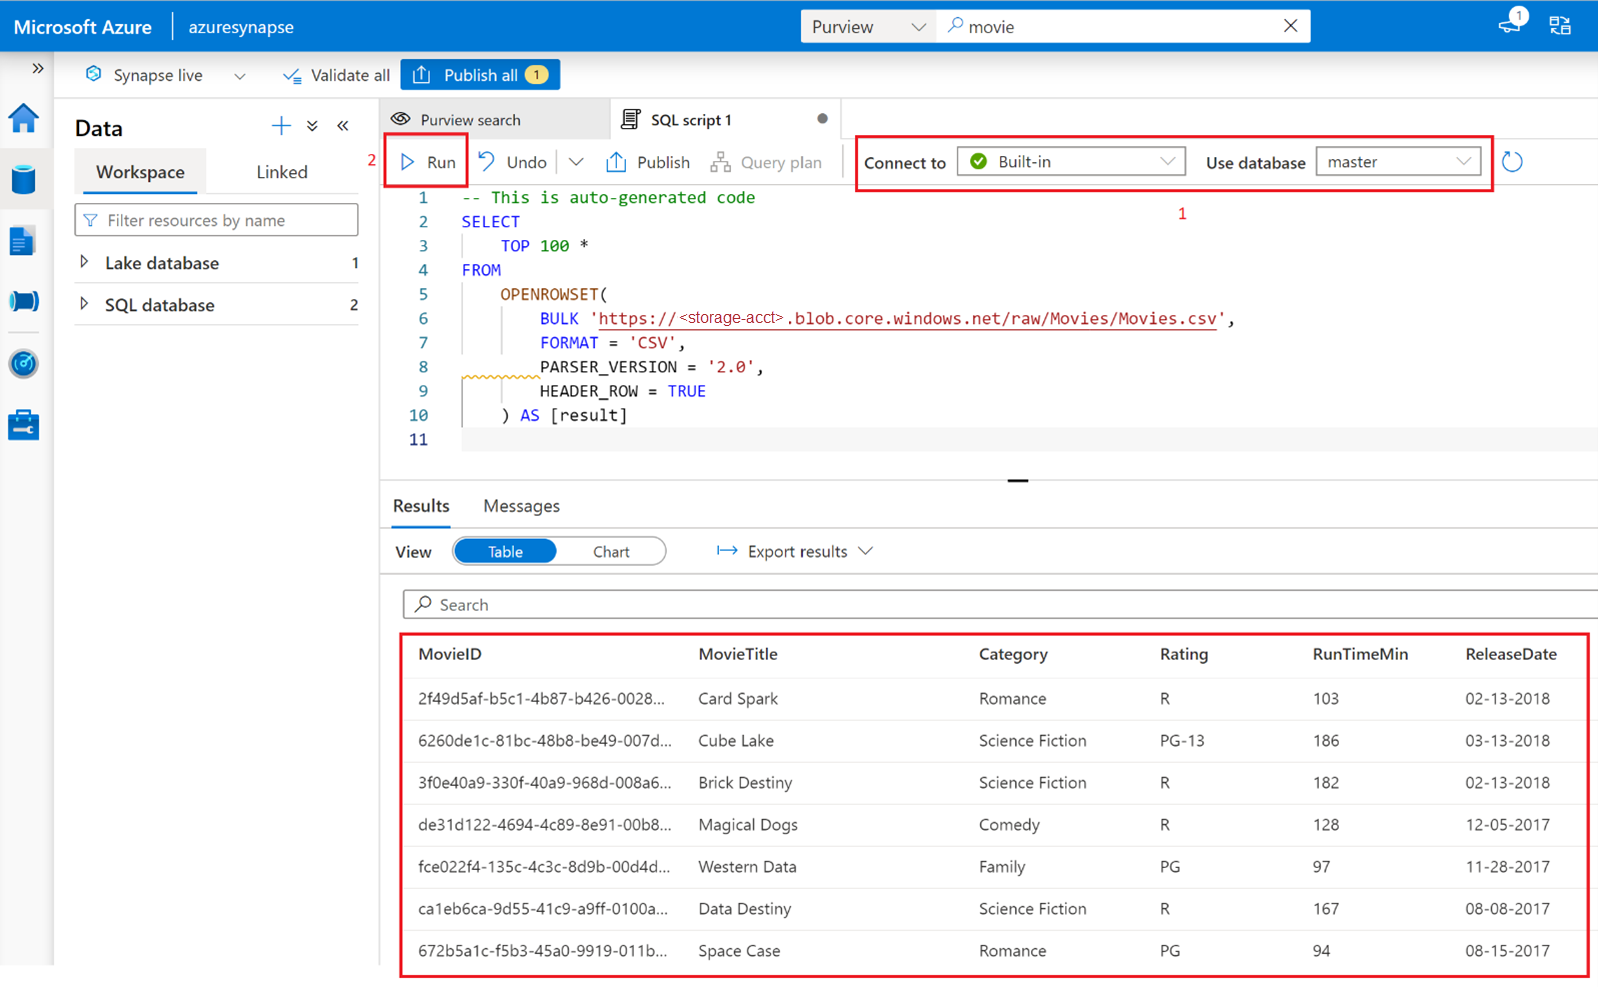 Microsoft Azure azuresynapse Purview movie 1
Synapse live Validate all Publish all 1
Data
Workspace Linked
Filter resources by name
Lake database 1
SQL database 2
Purview search SQL script 1
2 Run Undo Publish Query plan Connect to Built-in Use database master
1
1 -- This is auto-generated code
2 SELECT
3 TOP 100 *
4 FROM
5 OPENROWSET(
6 BULK 'https://<storage-acct>.blob.core.windows.net/raw/Movies/Movies.csv',
7 FORMAT = 'CSV',
8 PARSER_VERSION = '2.0',
9 HEADER_ROW = TRUE
10 ) AS [result]
11
Results Messages
View Table Chart Export results
Search
MovieID MovieTitle Category Rating RunTimeMin ReleaseDate
2f49d5af-b5c1-4b87-b426-0028... Card Spark Romance R 103 02-13-2018
6260de1c-81bc-48b8-be49-007d... Cube Lake Science Fiction PG-13 186 03-13-2018
3f0e40a9-330f-40a9-968d-008a6... Brick Destiny Science Fiction R 182 02-13-2018
de31d122-4694-4c89-8e91-00b8... Magical Dogs Comedy R 128 12-05-2017
fce022f4-135c-4c3c-8d9b-00d4d... Western Data Family PG 97 11-28-2017
ca1eb6ca-9d55-41c9-a9ff-0100a... Data Destiny Science Fiction R 167 08-08-2017
672b5a1c-f5b3-45a0-9919-011b... Space Case Romance PG 94 08-15-2017